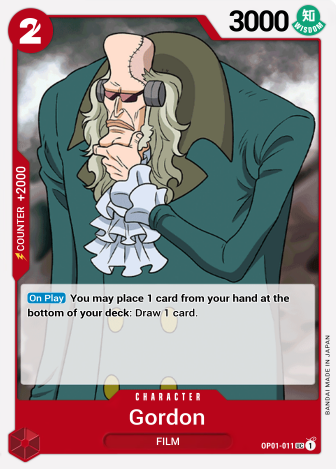 2
3000
知
WISDOM
COUNTER +2000
On Play You may place 1 card from your hand at the
bottom of your deck: Draw 1 card.
BANDAI MADE IN JAPAN
CHARACTER
Gordon
FILM
OP01-011 UC 1